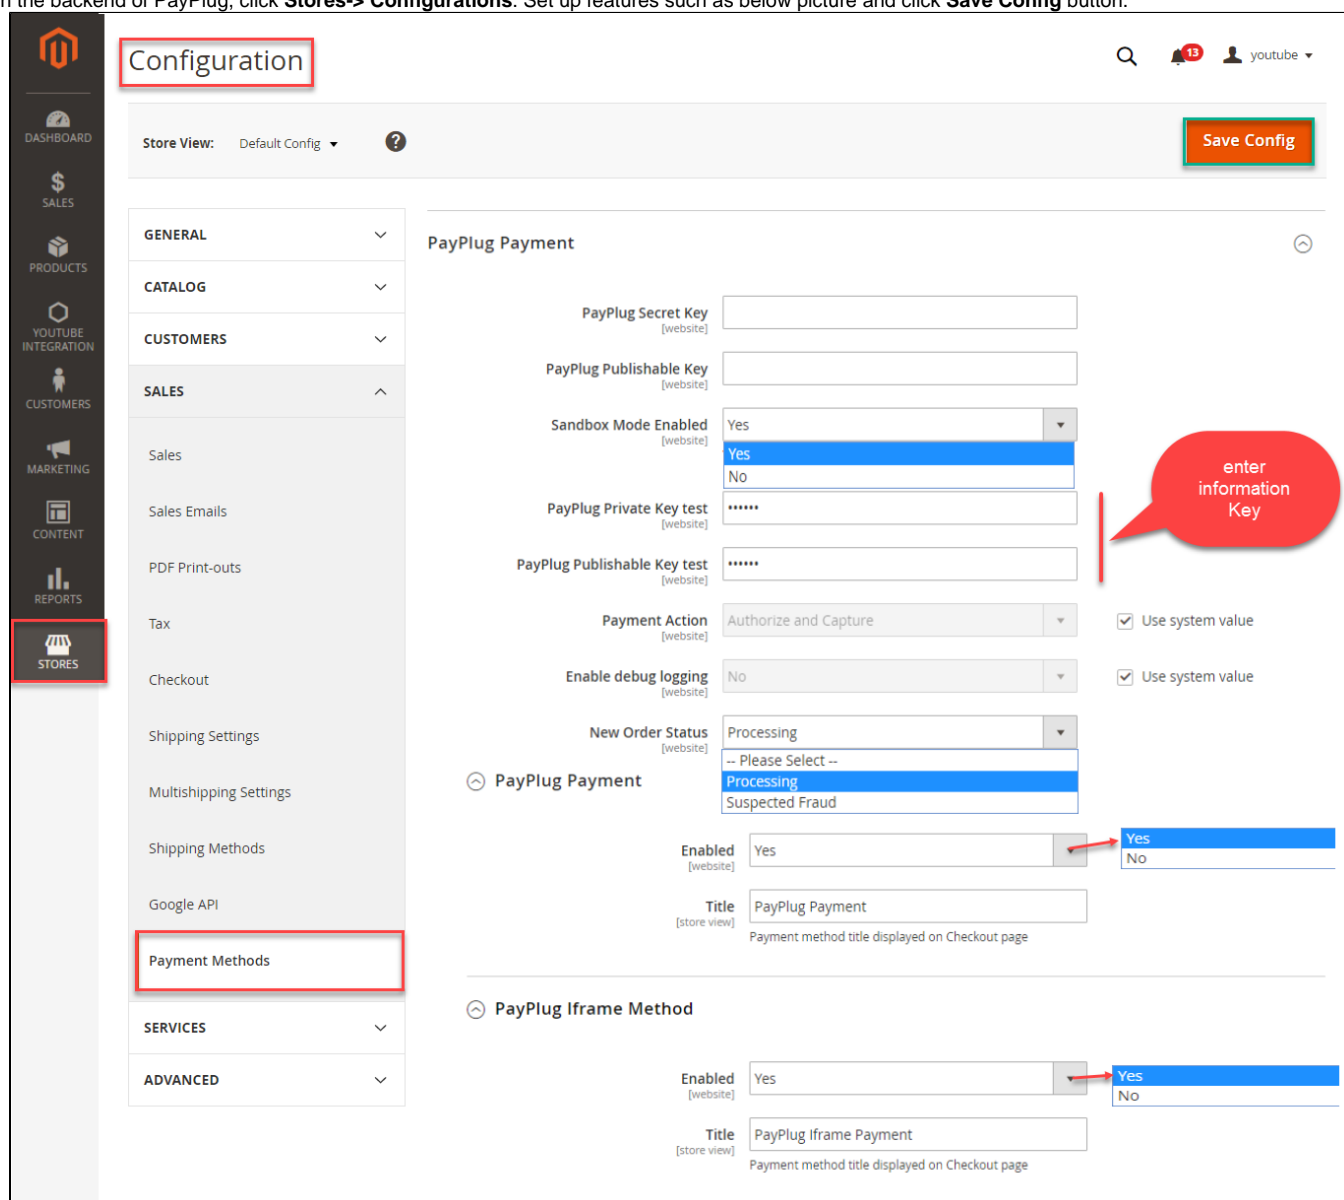 the backend of PayPlug, click Stores-> Configurations. Set up features such as below picture and click Save Config button.
Configuration
13
youtube
DASHBOARD
Store View: Default Config
?
Save Config
$
SALES
PRODUCTS
YOUTUBE
INTEGRATION
CUSTOMERS
MARKETING
CONTENT
REPORTS
STORES
GENERAL
CATALOG
CUSTOMERS
SALES
Sales
Sales Emails
PDF Print-outs
Tax
Checkout
Shipping Settings
Multishipping Settings
Shipping Methods
Google API
Payment Methods
SERVICES
ADVANCED
PayPlug Payment
PayPlug Secret Key
[website]
PayPlug Publishable Key
[website]
Sandbox Mode Enabled Yes
[website]
Yes
No
PayPlug Private Key test ••••••
[website]
PayPlug Publishable Key test ••••••
[website]
enter
information
Key
Payment Action Authorize and Capture Use system value
[website]
Enable debug logging No Use system value
[website]
New Order Status Processing
[website]
-- Please Select --
Processing
Suspected Fraud
PayPlug Payment
Enabled Yes
[website]
Yes
No
Title PayPlug Payment
[store view]
Payment method title displayed on Checkout page
PayPlug Iframe Method
Enabled Yes
[website]
Yes
No
Title PayPlug Iframe Payment
[store view]
Payment method title displayed on Checkout page